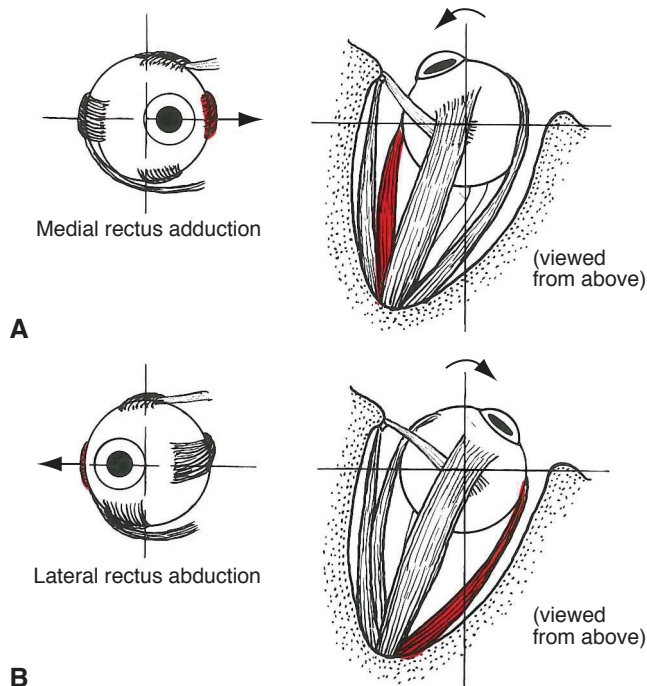 Medial rectus adduction
(viewed
from above)
A
Lateral rectus abduction
(viewed
from above)
B